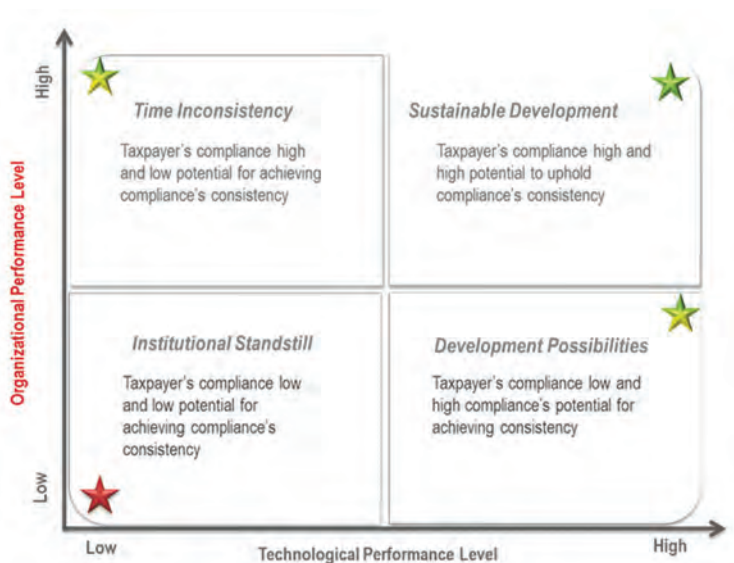 High
Organizational Performance Level
Low
Time Inconsistency
Taxpayer's compliance high
and low potential for achieving
compliance's consistency
Sustainable Development
Taxpayer's compliance high and
high potential to uphold
compliance's consistency
Institutional Standstill
Taxpayer's compliance low
and low potential for
achieving compliance's
consistency
Development Possibilities
Taxpayer's compliance low and
high compliance's potential for
achieving consistency
Low
Technological Performance Level
High